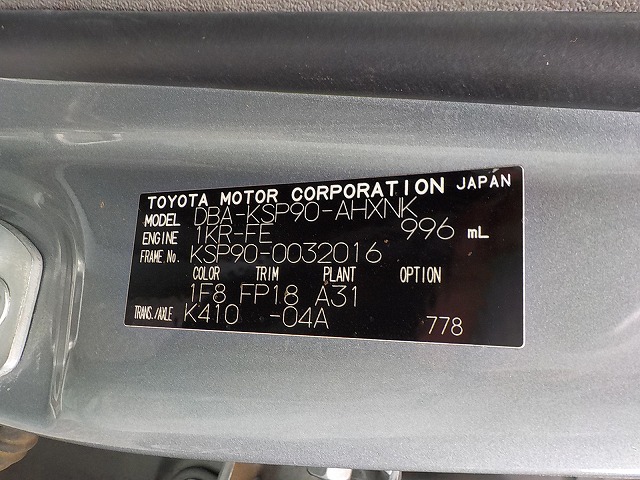 TOYOTA MOTOR CORPORATION JAPAN
MODEL DBA-KSP90-AHXNK
ENGINE 1KR-FE 996 mL
FRAME.No. KSP90-0032016
COLOR TRIM PLANT OPTION
1F8 FP18 A31
TRANS./AXLE K410 -04A 778